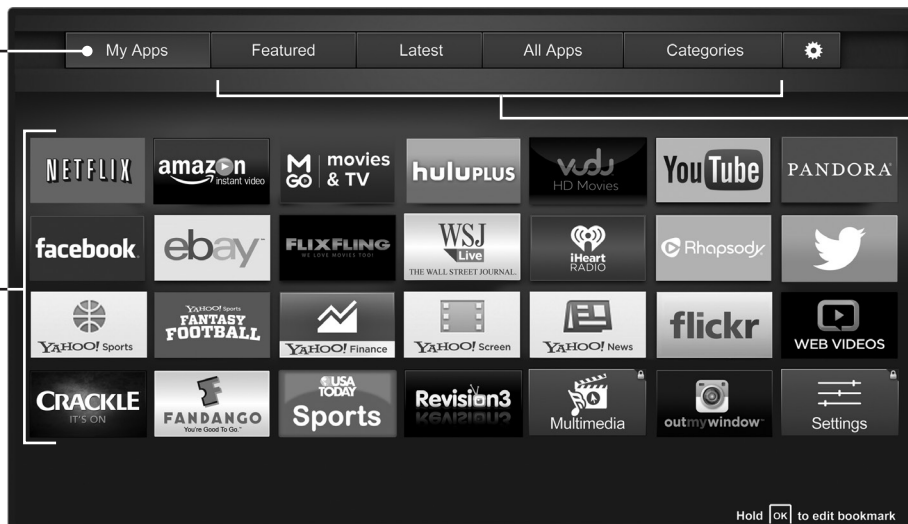 My Apps Featured Latest All Apps Categories
NETFLIX
amazon
instant video
M GO
movies
& TV
huluPLUS
vudu
HD Movies
YouTube
PANDORA
facebook
ebay
FLIXFLING
WE LOVE MOVIES TOO!
WSJ
Live
THE WALL STREET JOURNAL.
iHeart
RADIO
Rhapsody
YAHOO! Sports
YAHOO! Sports
FANTASY
FOOTBALL
YAHOO! Finance
YAHOO! Screen
YAHOO! News
flickr
WEB VIDEOS
CRACKLE
IT'S ON
FANDANGO
You're Good To Go.
USA
TODAY
Sports
Revision3
Multimedia
outmywindow
Settings
Hold OK to edit bookmark